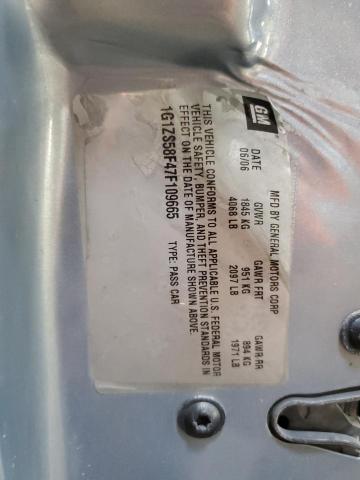 GM
MFD BY GENERAL MOTORS CORP
DATE GVWR GAWR FRT GAWR RR
06/06 1845 KG 951 KG 894 KG
4068 LB 2097 LB 1971 LB
THIS VEHICLE CONFORMS TO ALL APPLICABLE U.S. FEDERAL MOTOR
VEHICLE SAFETY, BUMPER, AND THEFT PREVENTION STANDARDS IN
EFFECT ON THE DATE OF MANUFACTURE SHOWN ABOVE.
1G1ZS58F47F109665 TYPE: PASS CAR